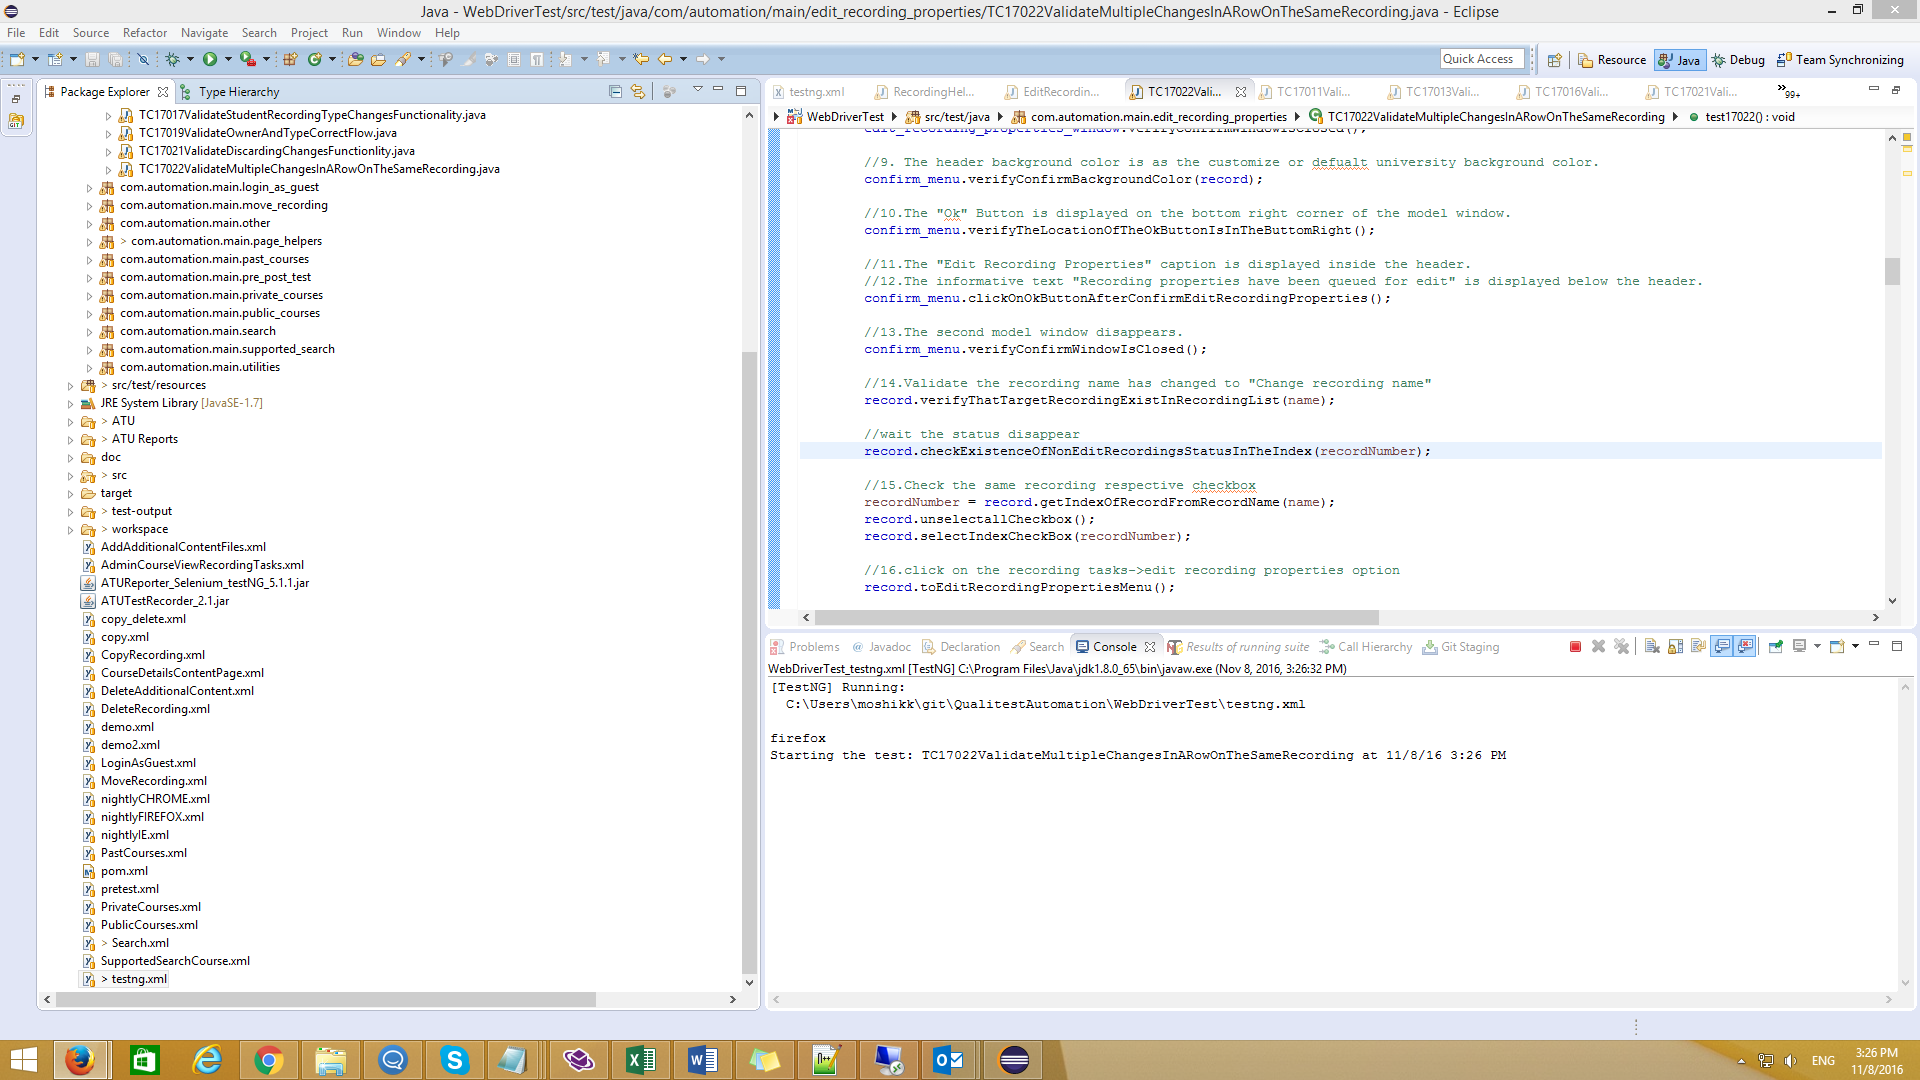 Java - WebDriverTest/src/test/java/com/automation/main/edit_recording_properties/TC17022ValidateMultipleChangesInARowOnTheSameRecording.java - Eclipse
File Edit Source Refactor Navigate Search Project Run Window Help
Quick Access
Resource
Java
Debug
Team Synchronizing
Package Explorer
Type Hierarchy
TC17017ValidateStudentRecordingTypeChangesFunctionality.java
TC17019ValidateOwnerAndTypeCorrectFlow.java
TC17021ValidateDiscardingChangesFunctionlity.java
TC17022ValidateMultipleChangesInARowOnTheSameRecording.java
com.automation.main.login_as_guest
com.automation.main.move_recording
com.automation.main.other
> com.automation.main.page_helpers
com.automation.main.past_courses
com.automation.main.pre_post_test
com.automation.main.private_courses
com.automation.main.public_courses
com.automation.main.search
com.automation.main.supported_search
com.automation.main.utilities
> src/test/resources
JRE System Library [JavaSE-1.7]
> ATU
> ATU Reports
doc
> src
target
> test-output
> workspace
AddAdditionalContentFiles.xml
AdminCourseViewRecordingTasks.xml
ATUReporter_Selenium_testNG_5.1.1.jar
ATUTestRecorder_2.1.jar
copy_delete.xml
copy.xml
CopyRecording.xml
CourseDetailsContentPage.xml
DeleteAdditionalContent.xml
DeleteRecording.xml
demo.xml
demo2.xml
LoginAsGuest.xml
MoveRecording.xml
nightlyCHROME.xml
nightlyFIREFOX.xml
nightlyIE.xml
PastCourses.xml
pom.xml
pretest.xml
PrivateCourses.xml
PublicCourses.xml
> Search.xml
SupportedSearchCourse.xml
> testng.xml
testng.xml
RecordingHel...
EditRecordin...
TC17022Vali...
TC17011Vali...
TC17013Vali...
TC17016Vali...
TC17021Vali...
99+
WebDriverTest
src/test/java
com.automation.main.edit_recording_properties
TC17022ValidateMultipleChangesInARowOnTheSameRecording
test17022() : void
edit_recording_properties_window.verifyConfirmWindowIsClosed();
//9. The header background color is as the customize or defualt university background color.
confirm_menu.verifyConfirmBackgroundColor(record);
//10.The "Ok" Button is displayed on the bottom right corner of the model window.
confirm_menu.verifyTheLocationOfTheOkButtonIsInTheButtomRight();
//11.The "Edit Recording Properties" caption is displayed inside the header.
//12.The informative text "Recording properties have been queued for edit" is displayed below the header.
confirm_menu.clickOnOkButtonAfterConfirmEditRecordingProperties();
//13.The second model window disappears.
confirm_menu.verifyConfirmWindowIsClosed();
//14.Validate the recording name has changed to "Change recording name"
record.verifyThatTargetRecordingExistInRecordingList(name);
//wait the status disappear
record.checkExistenceOfNonEditRecordingsStatusInTheIndex(recordNumber);
//15.Check the same recording respective checkbox
recordNumber = record.getIndexOfRecordFromRecordName(name);
record.unselectallCheckbox();
record.selectIndexCheckBox(recordNumber);
//16.click on the recording tasks->edit recording properties option
record.toEditRecordingPropertiesMenu();
Problems
@ Javadoc
Declaration
Search
Console
Results of running suite
Call Hierarchy
Git Staging
WebDriverTest_testng.xml [TestNG] C:\Program Files\Java\jdk1.8.0_65\bin\javaw.exe (Nov 8, 2016, 3:26:32 PM)
[TestNG] Running:
C:\Users\moshikk\git\QualitestAutomation\WebDriverTest\testng.xml
firefox
Starting the test: TC17022ValidateMultipleChangesInARowOnTheSameRecording at 11/8/16 3:26 PM
ENG
3:26 PM
11/8/2016